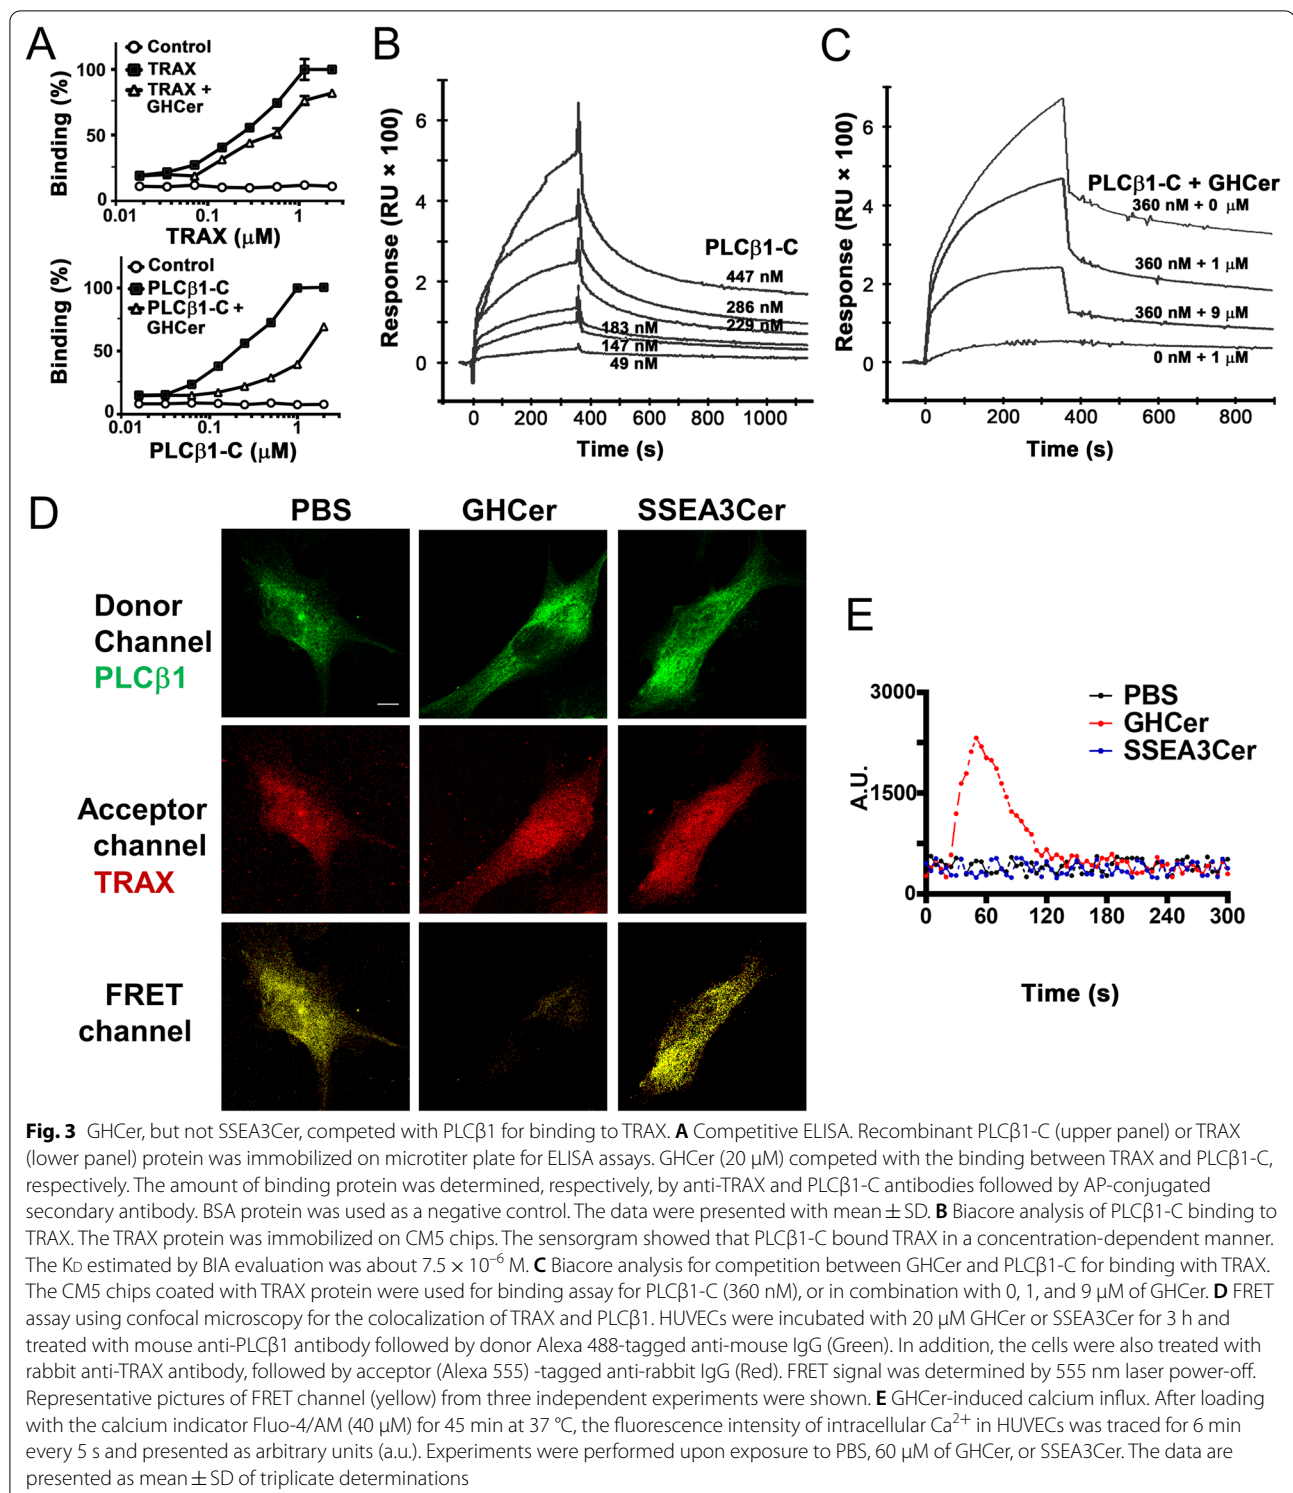 A
Control
TRAX
TRAX +
GHCer
Binding (%)
100
50
0
0.01
0.1
1
TRAX (μM)
Control
PLCβ1-C
PLCβ1-C +
GHCer
Binding (%)
100
50
0
0.01
0.1
1
PLCβ1-C (μM)
B
Response (RU × 100)
6
4
2
0
PLCβ1-C
447 nM
286 nM
229 nM
183 nM
147 nM
49 nM
0
200
400
600
800
1000
Time (s)
C
Response (RU × 100)
6
4
2
0
PLCβ1-C + GHCer
360 nM + 0 μM
360 nM + 1 μM
360 nM + 9 μM
0 nM + 1 μM
0
200
400
600
800
Time (s)
D
PBS
GHCer
SSEA3Cer
Donor
Channel
PLCβ1
Acceptor
channel
TRAX
FRET
channel
E
PBS
GHCer
SSEA3Cer
A.U.
3000
1500
0
0
60
120
180
240
300
Time (s)
Fig. 3 GHCer, but not SSEA3Cer, competed with PLCβ1 for binding to TRAX. A Competitive ELISA. Recombinant PLCβ1-C (upper panel) or TRAX
(lower panel) protein was immobilized on microtiter plate for ELISA assays. GHCer (20 μM) competed with the binding between TRAX and PLCβ1-C,
respectively. The amount of binding protein was determined, respectively, by anti-TRAX and PLCβ1-C antibodies followed by AP-conjugated
secondary antibody. BSA protein was used as a negative control. The data were presented with mean ± SD. B Biacore analysis of PLCβ1-C binding to
TRAX. The TRAX protein was immobilized on CM5 chips. The sensorgram showed that PLCβ1-C bound TRAX in a concentration-dependent manner.
The KD estimated by BIA evaluation was about 7.5 × 10⁻⁶ M. C Biacore analysis for competition between GHCer and PLCβ1-C for binding with TRAX.
The CM5 chips coated with TRAX protein were used for binding assay for PLCβ1-C (360 nM), or in combination with 0, 1, and 9 μM of GHCer. D FRET
assay using confocal microscopy for the colocalization of TRAX and PLCβ1. HUVECs were incubated with 20 μM GHCer or SSEA3Cer for 3 h and
treated with mouse anti-PLCβ1 antibody followed by donor Alexa 488-tagged anti-mouse IgG (Green). In addition, the cells were also treated with
rabbit anti-TRAX antibody, followed by acceptor (Alexa 555) -tagged anti-rabbit IgG (Red). FRET signal was determined by 555 nm laser power-off.
Representative pictures of FRET channel (yellow) from three independent experiments were shown. E GHCer-induced calcium influx. After loading
with the calcium indicator Fluo-4/AM (40 μM) for 45 min at 37 °C, the fluorescence intensity of intracellular Ca²⁺ in HUVECs was traced for 6 min
every 5 s and presented as arbitrary units (a.u.). Experiments were performed upon exposure to PBS, 60 μM of GHCer, or SSEA3Cer. The data are
presented as mean ± SD of triplicate determinations